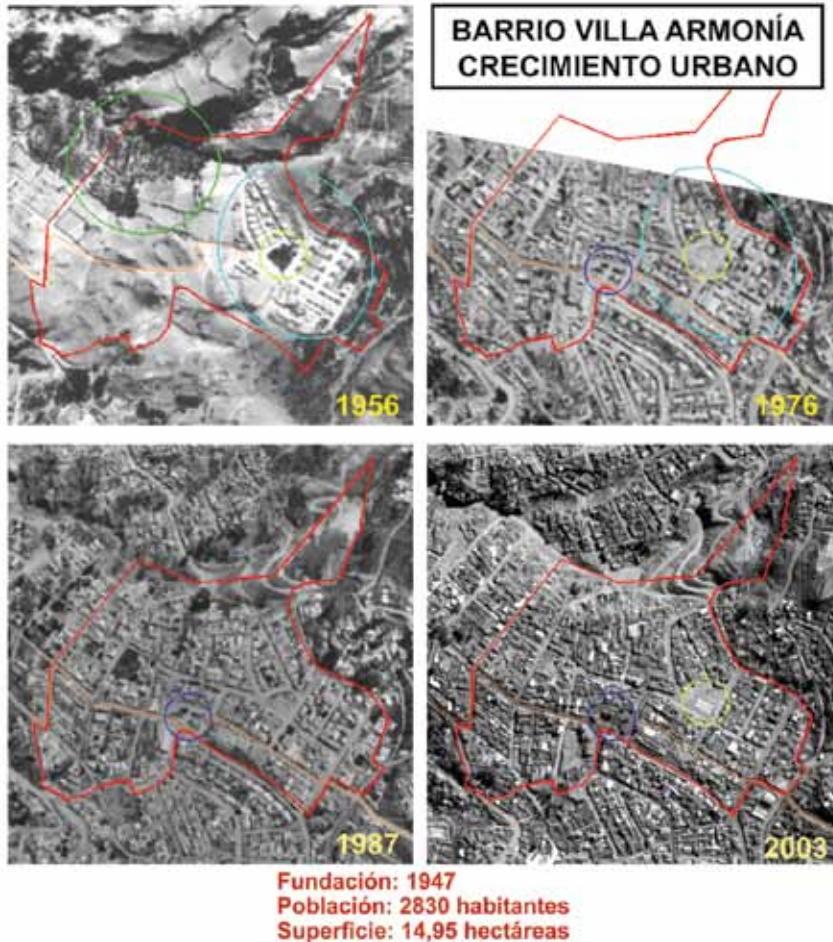 BARRIO VILLA ARMONÍA
CRECIMIENTO URBANO
1956
1976
1987
2003
Fundación: 1947
Población: 2830 habitantes
Superficie: 14,95 hectáreas